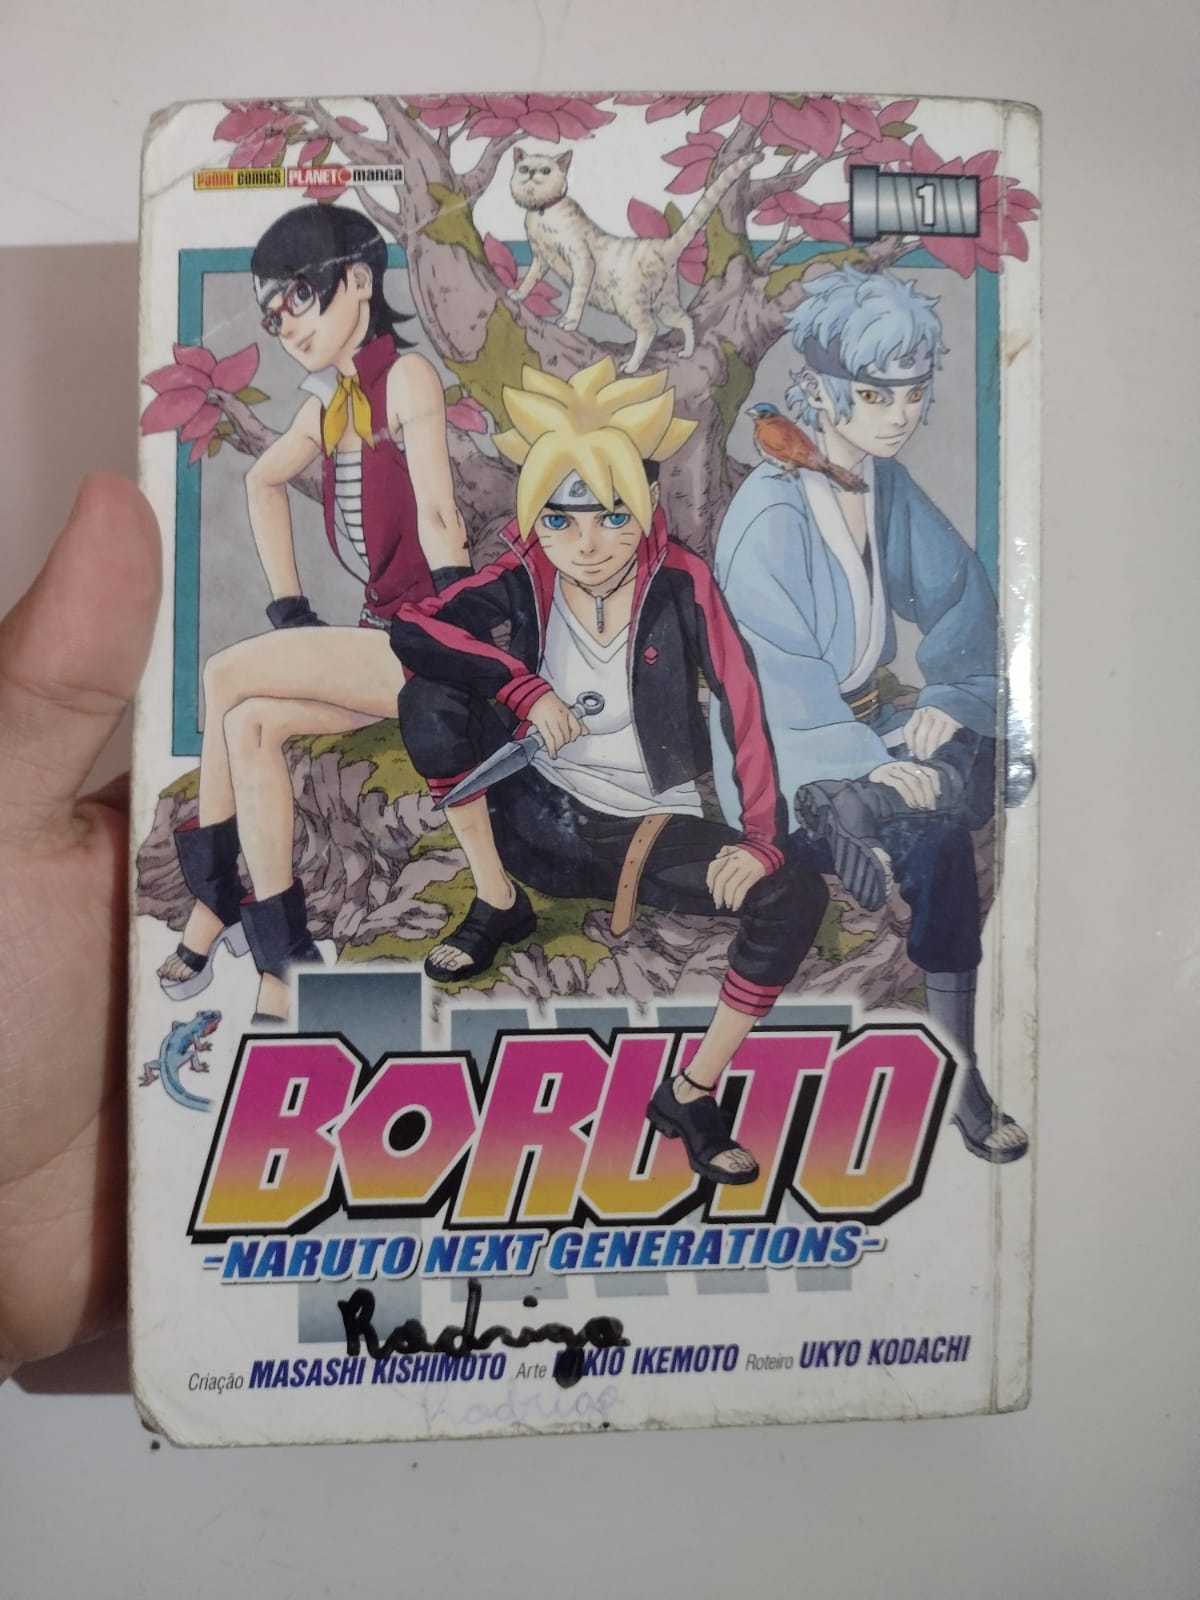 PANINI COMICS PLANET manga
1
BORUTO
-NARUTO NEXT GENERATIONS-
Rodrigo
Criação MASASHI KISHIMOTO Arte MIKIO IKEMOTO Roteiro UKYO KODACHI
Rodrigo